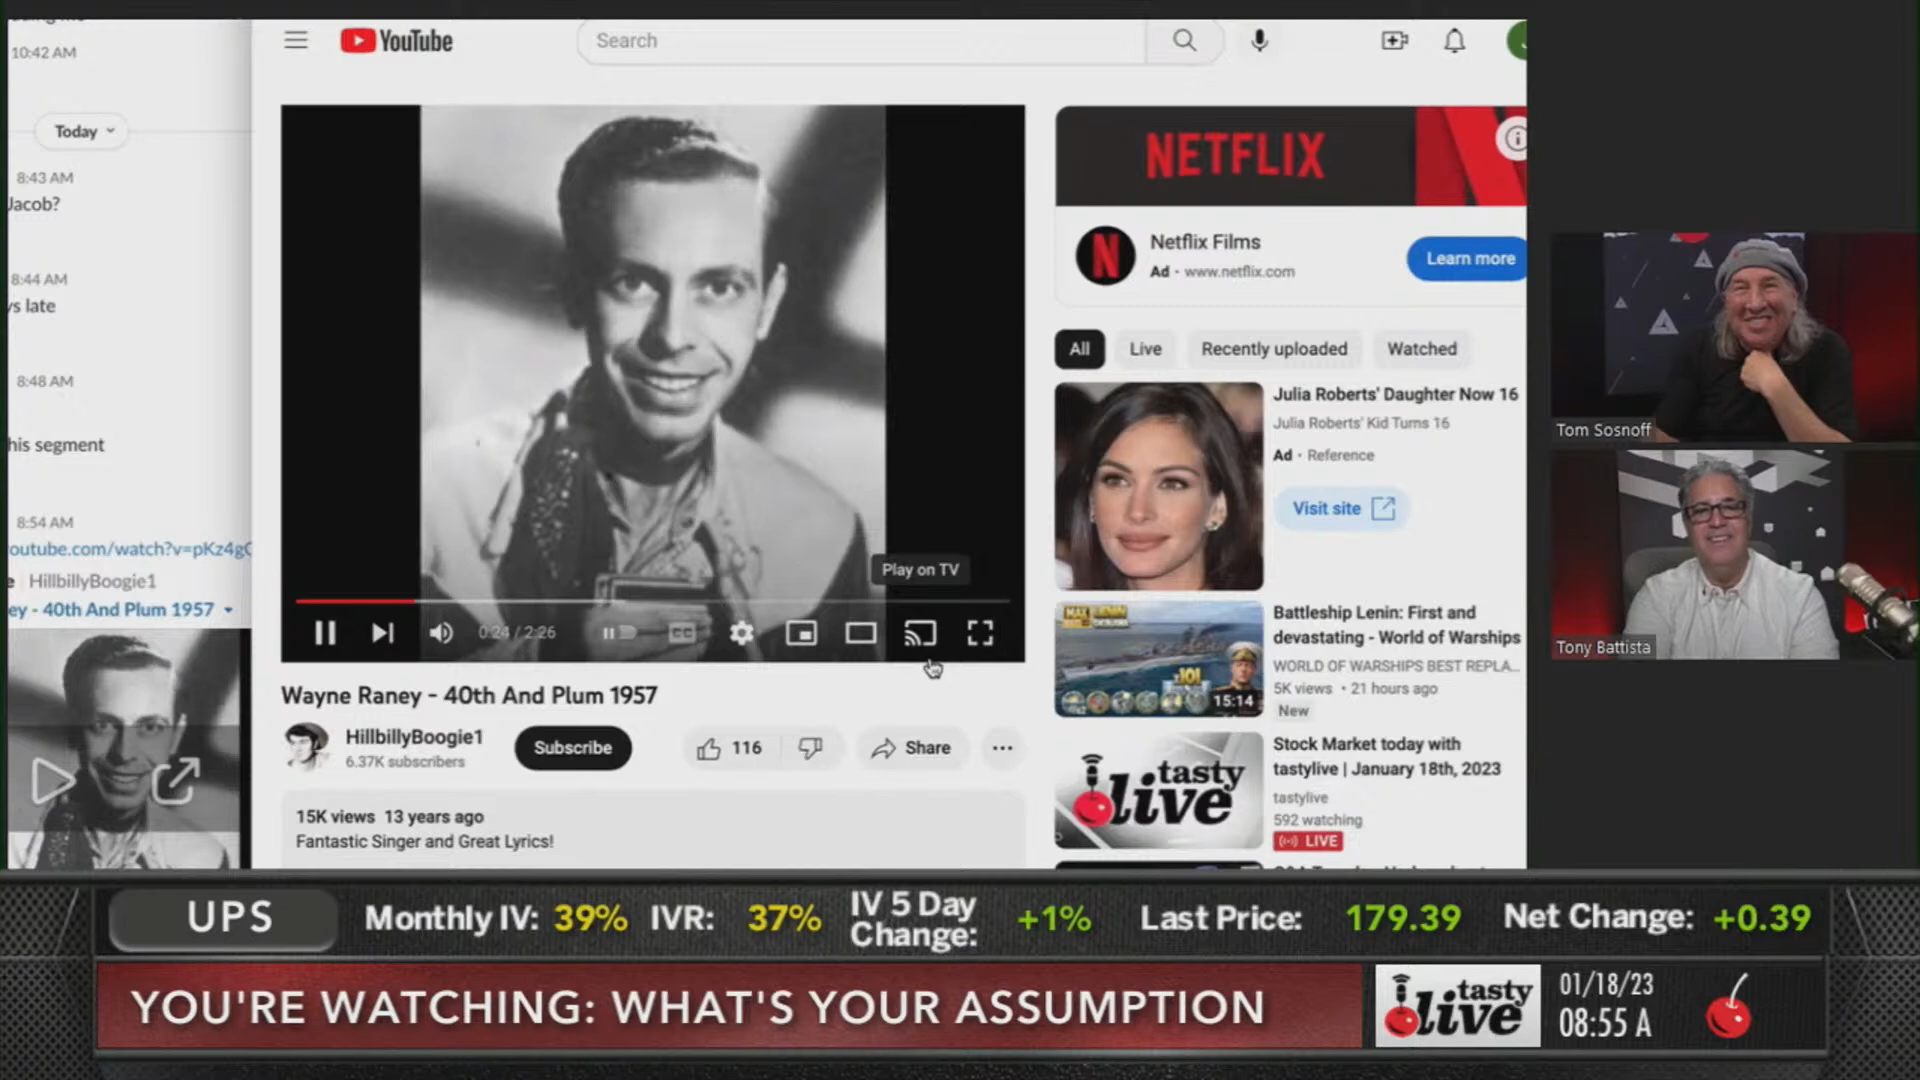 10:42 AM
Today
8:43 AM
Jacob?
8:44 AM
ys late
8:48 AM
his segment
8:54 AM
outube.com/watch?v=pKz4g
HillbillyBoogie1
ey - 40th And Plum 1957
YouTube
Search
Play on TV
0:24 / 2:26
CC
Wayne Raney - 40th And Plum 1957
HillbillyBoogie1
6.37K subscribers
Subscribe
116
Share
15K views 13 years ago
Fantastic Singer and Great Lyrics!
NETFLIX
N
Netflix Films
Ad · www.netflix.com
Learn more
All
Live
Recently uploaded
Watched
Julia Roberts' Daughter Now 16
Julia Roberts' Kid Turns 16
Ad · Reference
Visit site
15:14
Battleship Lenin: First and
devastating - World of Warships
WORLD OF WARSHIPS BEST REPLA...
5K views · 21 hours ago
New
tasty
live
Stock Market today with
tastylive | January 18th, 2023
tastylive
592 watching
LIVE
Tom Sosnoff
Tony Battista
UPS
Monthly IV: 39%
IVR: 37%
IV 5 Day
Change: +1%
Last Price: 179.39
Net Change: +0.39
YOU'RE WATCHING: WHAT'S YOUR ASSUMPTION
tasty
live
01/18/23
08:55 A